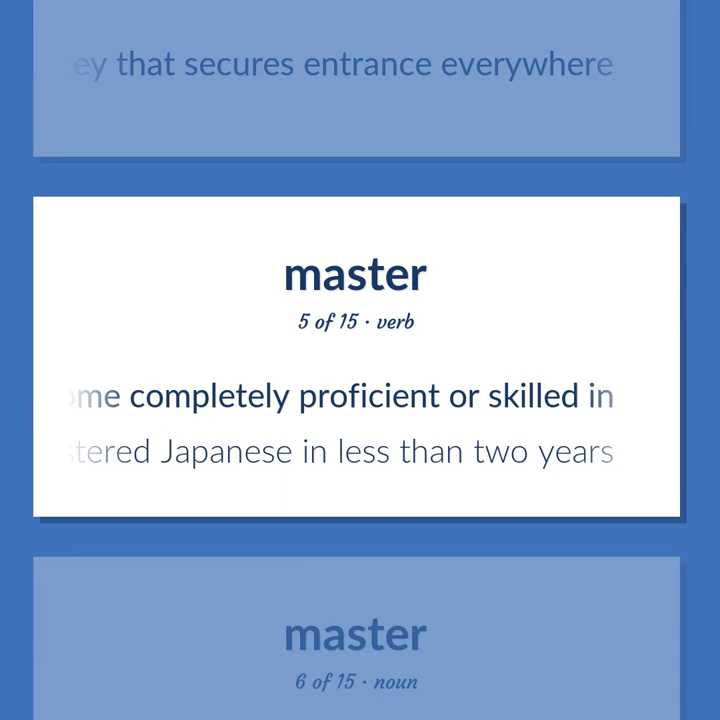 that secures entrance everywhere
master
5 of 15 · verb
completely proficient or skilled in
Japanese in less than two years
master
6 of 15 · noun